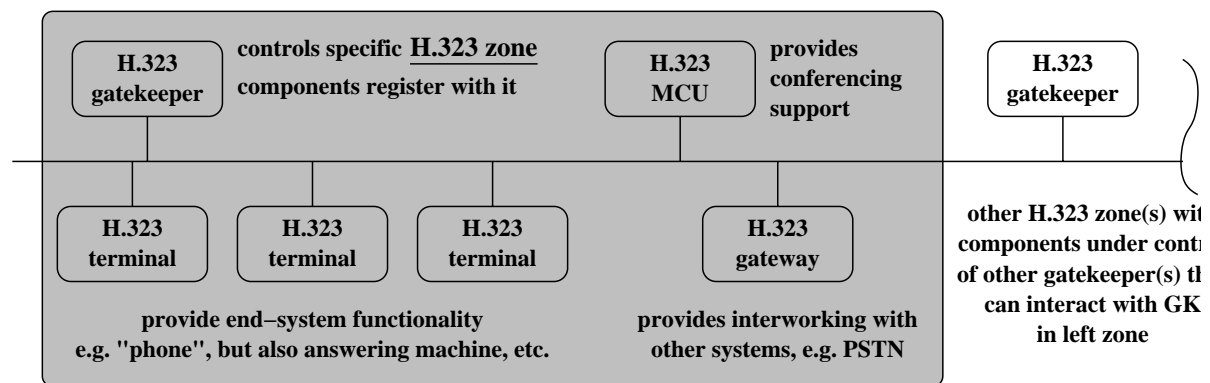 H.323
gatekeeper
controls specific H.323 zone
components register with it
H.323
MCU
provides
conferencing
support
H.323
gatekeeper
H.323
terminal
H.323
terminal
H.323
terminal
H.323
gateway
provide end−system functionality
e.g. "phone", but also answering machine, etc.
provides interworking with
other systems, e.g. PSTN
other H.323 zone(s)
components under
of other gatekeeper(s)
can interact with GK
in left zone